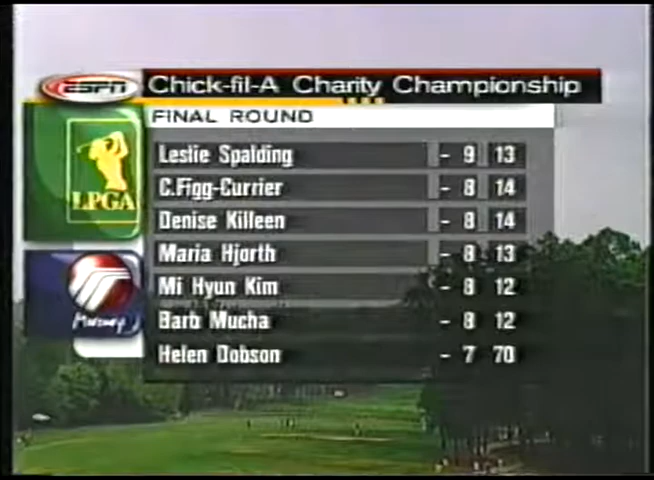 ESPN
Chick-fil-A Charity Championship
FINAL ROUND
LPGA
Mercury
Leslie Spalding - 9 13
C.Figg-Currier - 8 14
Denise Killeen - 8 14
Maria Hjorth - 8 13
Mi Hyun Kim - 8 12
Barb Mucha - 8 12
Helen Dobson - 7 70